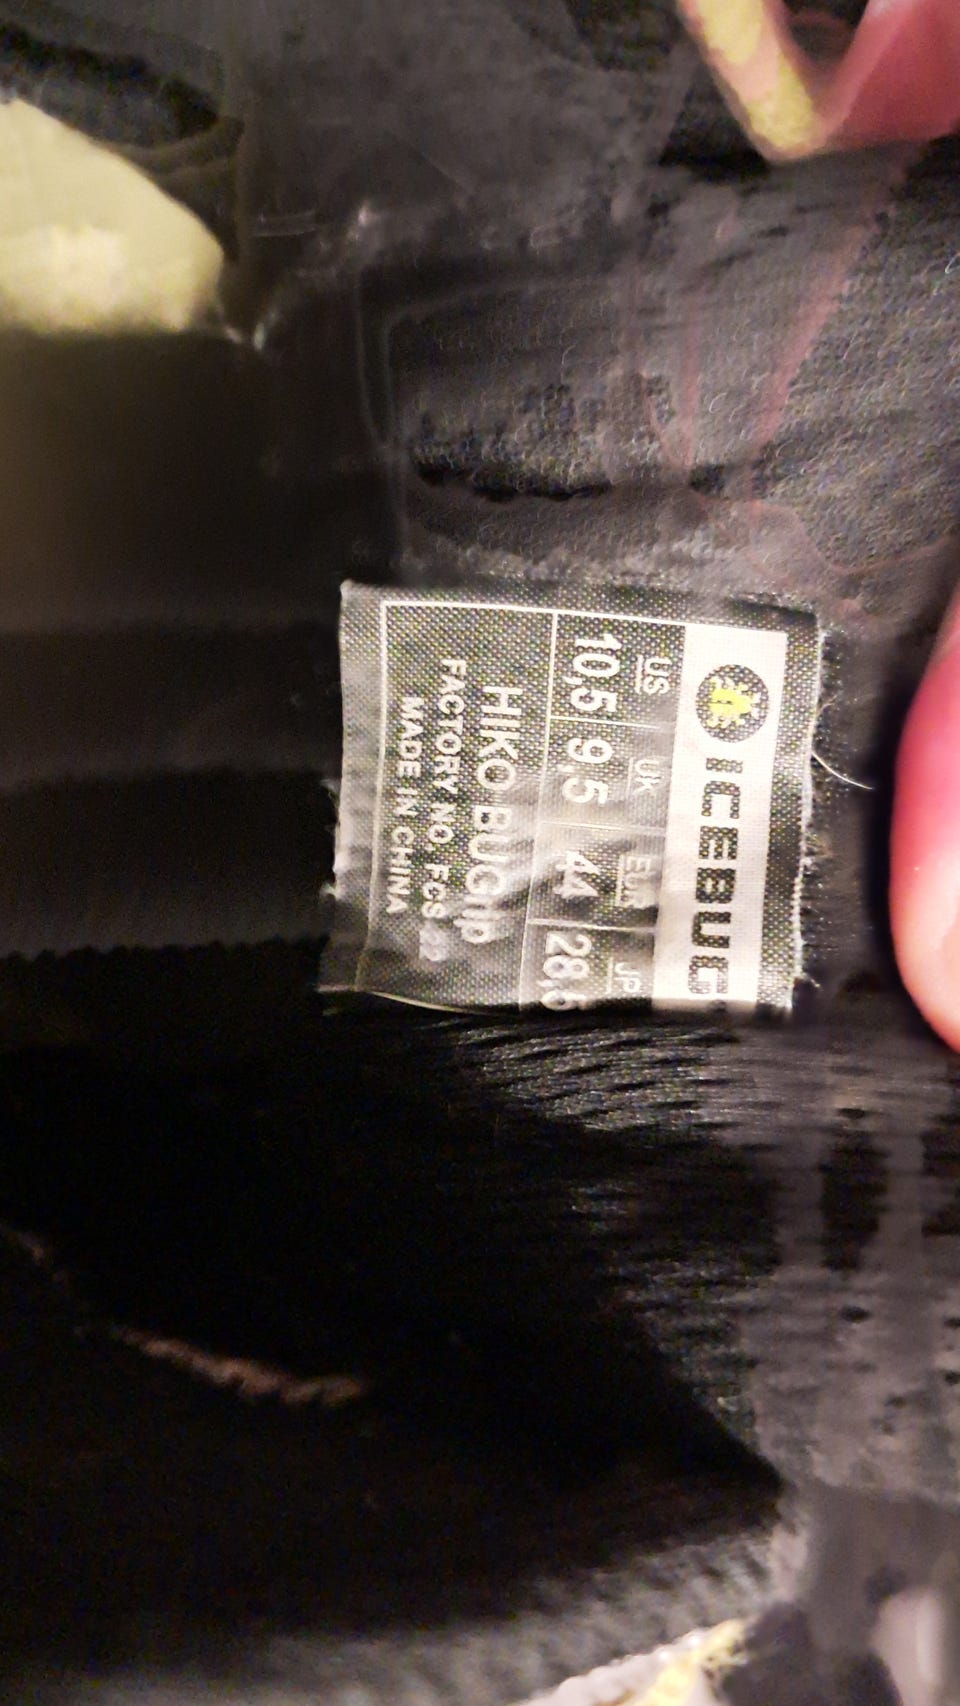 ICEBUG
US UK EUR JP
10,5 9,5 44 28,5
HIKO BUGrip
FACTORY NO. FCS
MADE IN CHINA